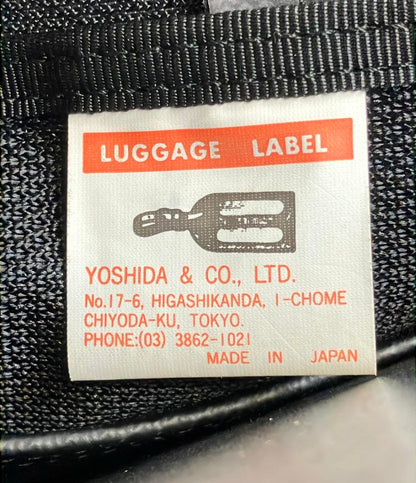 LUGGAGE LABEL
YOSHIDA & CO., LTD.
No.17-6, HIGASHIKANDA, 1-CHOME
CHIYODA-KU, TOKYO.
PHONE:(03) 3862-1021
MADE IN JAPAN